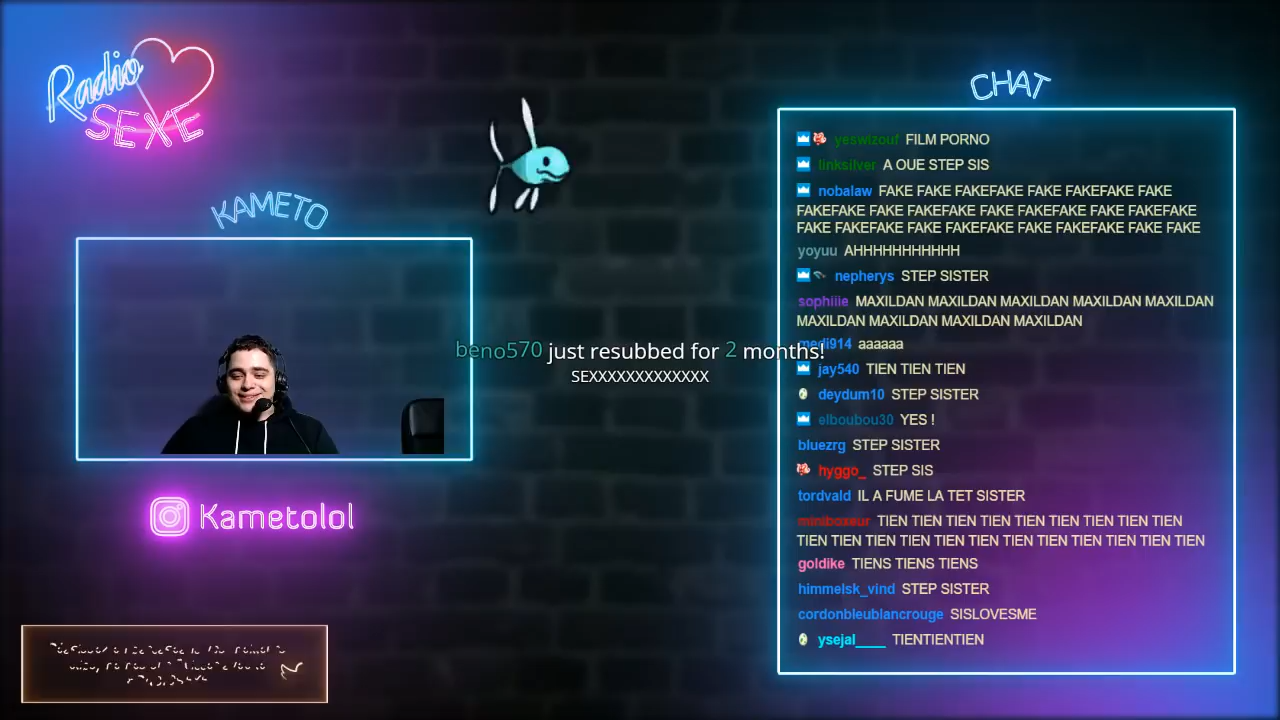 Radio
SEXE
KAMETO
Kametolol
beno570 just resubbed for 2 months!
SEXXXXXXXXXXXXX
CHAT
yeswizouf FILM PORNO
linksilver A OUE STEP SIS
nobalaw FAKE FAKE FAKEFAKE FAKE FAKEFAKE FAKE
FAKEFAKE FAKE FAKEFAKE FAKE FAKEFAKE FAKE FAKEFAKE
FAKE FAKEFAKE FAKE FAKEFAKE FAKE FAKEFAKE FAKE FAKE
yoyuu AHHHHHHHHHHH
nepherys STEP SISTER
sophiiie MAXILDAN MAXILDAN MAXILDAN MAXILDAN MAXILDAN
MAXILDAN MAXILDAN MAXILDAN MAXILDAN
medi914 aaaaaa
jay540 TIEN TIEN TIEN
deydum10 STEP SISTER
elboubou30 YES !
bluezrg STEP SISTER
hyggo_ STEP SIS
tordvald IL A FUME LA TET SISTER
miniboxeur TIEN TIEN TIEN TIEN TIEN TIEN TIEN TIEN TIEN
TIEN TIEN TIEN TIEN TIEN TIEN TIEN TIEN TIEN TIEN TIEN TIEN
goldike TIENS TIENS TIENS
himmelsk_vind STEP SISTER
cordonbleublancrouge SISLOVESME
ysejal____ TIENTIENTIEN